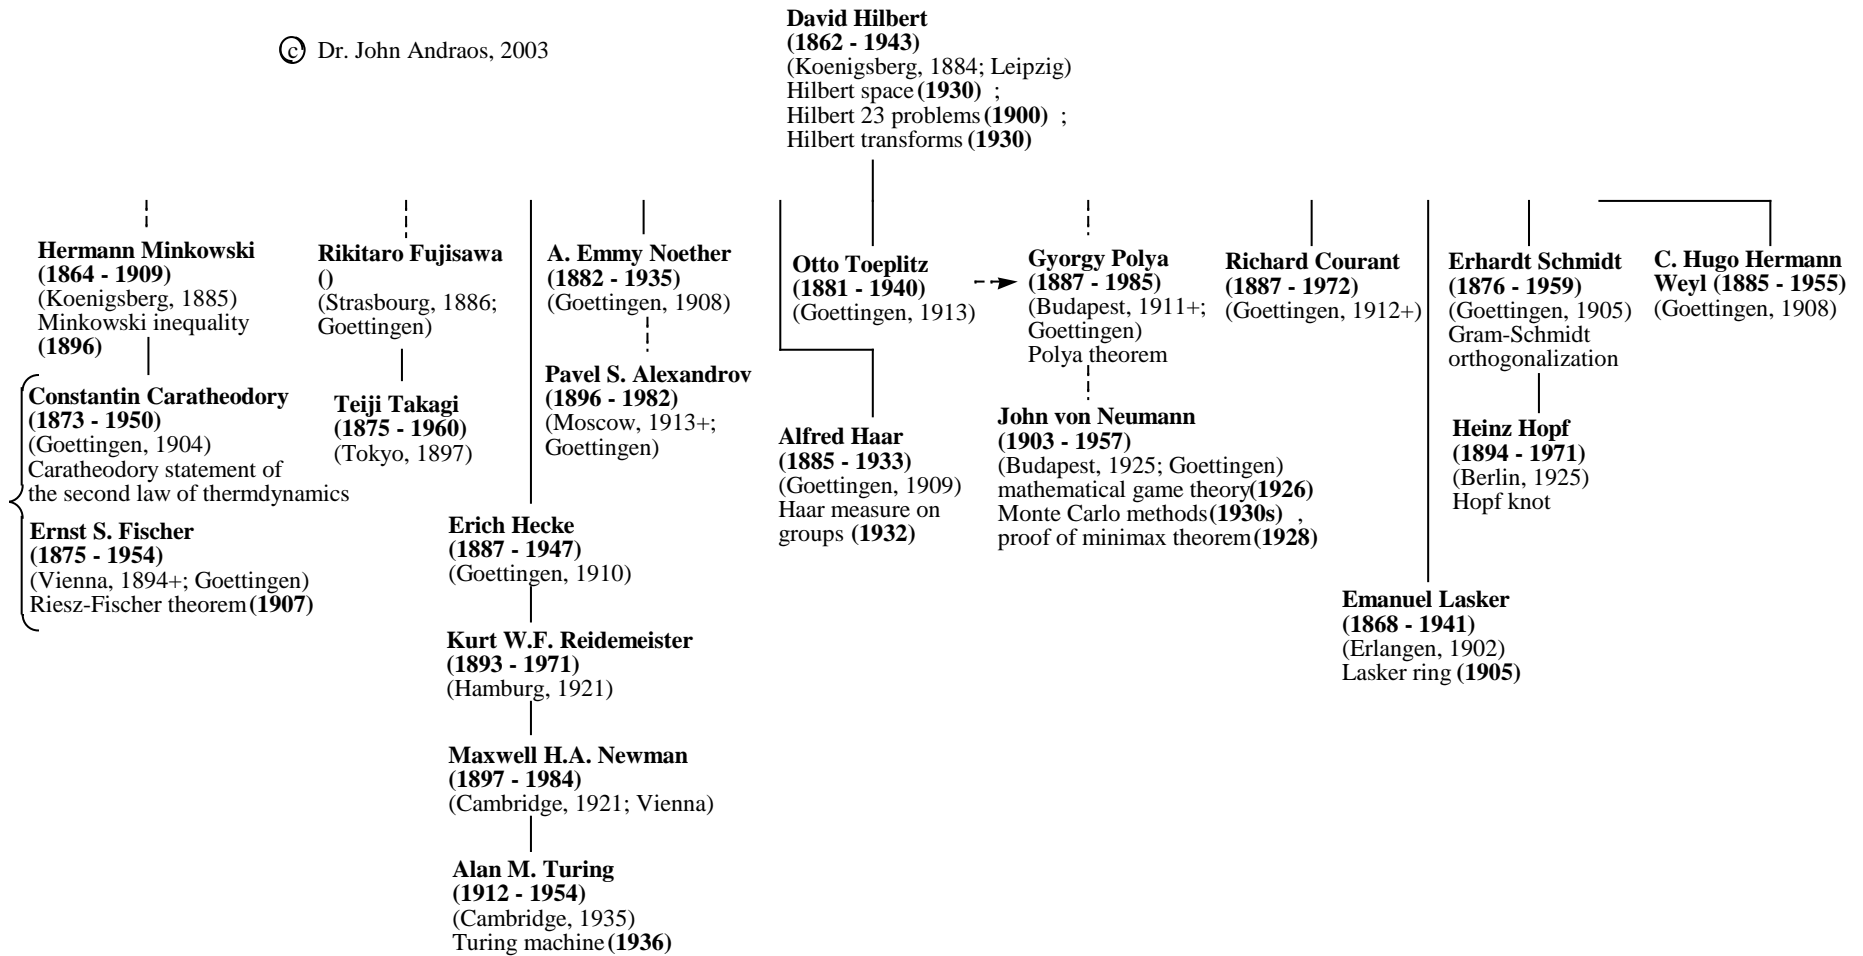 © Dr. John Andraos, 2003
David Hilbert
(1862 - 1943)
(Koenigsberg, 1884; Leipzig)
Hilbert space (1930) ;
Hilbert 23 problems (1900) ;
Hilbert transforms (1930)
Hermann Minkowski
(1864 - 1909)
(Koenigsberg, 1885)
Minkowski inequality
(1896)
Constantin Caratheodory
(1873 - 1950)
(Goettingen, 1904)
Caratheodory statement of
the second law of thermdynamics
Ernst S. Fischer
(1875 - 1954)
(Vienna, 1894+; Goettingen)
Riesz-Fischer theorem (1907)
Rikitaro Fujisawa
()
(Strasbourg, 1886;
Goettingen)
Teiji Takagi
(1875 - 1960)
(Tokyo, 1897)
A. Emmy Noether
(1882 - 1935)
(Goettingen, 1908)
Pavel S. Alexandrov
(1896 - 1982)
(Moscow, 1913+;
Goettingen)
Erich Hecke
(1887 - 1947)
(Goettingen, 1910)
Kurt W.F. Reidemeister
(1893 - 1971)
(Hamburg, 1921)
Maxwell H.A. Newman
(1897 - 1984)
(Cambridge, 1921; Vienna)
Alan M. Turing
(1912 - 1954)
(Cambridge, 1935)
Turing machine (1936)
Otto Toeplitz
(1881 - 1940)
(Goettingen, 1913)
Alfred Haar
(1885 - 1933)
(Goettingen, 1909)
Haar measure on
groups (1932)
Gyorgy Polya
(1887 - 1985)
(Budapest, 1911+;
Goettingen)
Polya theorem
John von Neumann
(1903 - 1957)
(Budapest, 1925; Goettingen)
mathematical game theory (1926)
Monte Carlo methods (1930s) ,
proof of minimax theorem (1928)
Richard Courant
(1887 - 1972)
(Goettingen, 1912+)
Erhardt Schmidt
(1876 - 1959)
(Goettingen, 1905)
Gram-Schmidt
orthogonalization
Heinz Hopf
(1894 - 1971)
(Berlin, 1925)
Hopf knot
Emanuel Lasker
(1868 - 1941)
(Erlangen, 1902)
Lasker ring (1905)
C. Hugo Hermann
Weyl (1885 - 1955)
(Goettingen, 1908)